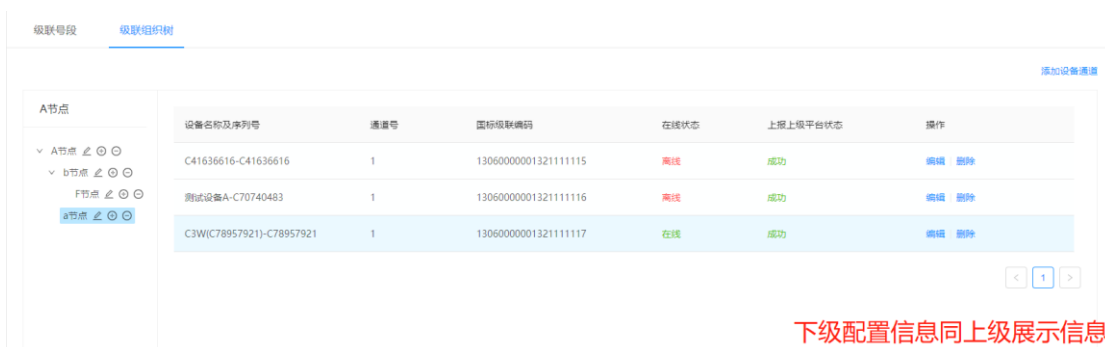 级联号段 级联组织树
添加设备通道
A节点
设备名称及序列号 通道号 国标级联编码 在线状态 上报上级平台状态 操作
A节点
C41636616-C41636616 1 13060000001321111115 离线 成功 编辑 删除
b节点
F节点
测试设备A-C70740483 1 13060000001321111116 离线 成功 编辑 删除
a节点
C3W(C78957921)-C78957921 1 13060000001321111117 在线 成功 编辑 删除
< 1 >
下级配置信息同上级展示信息